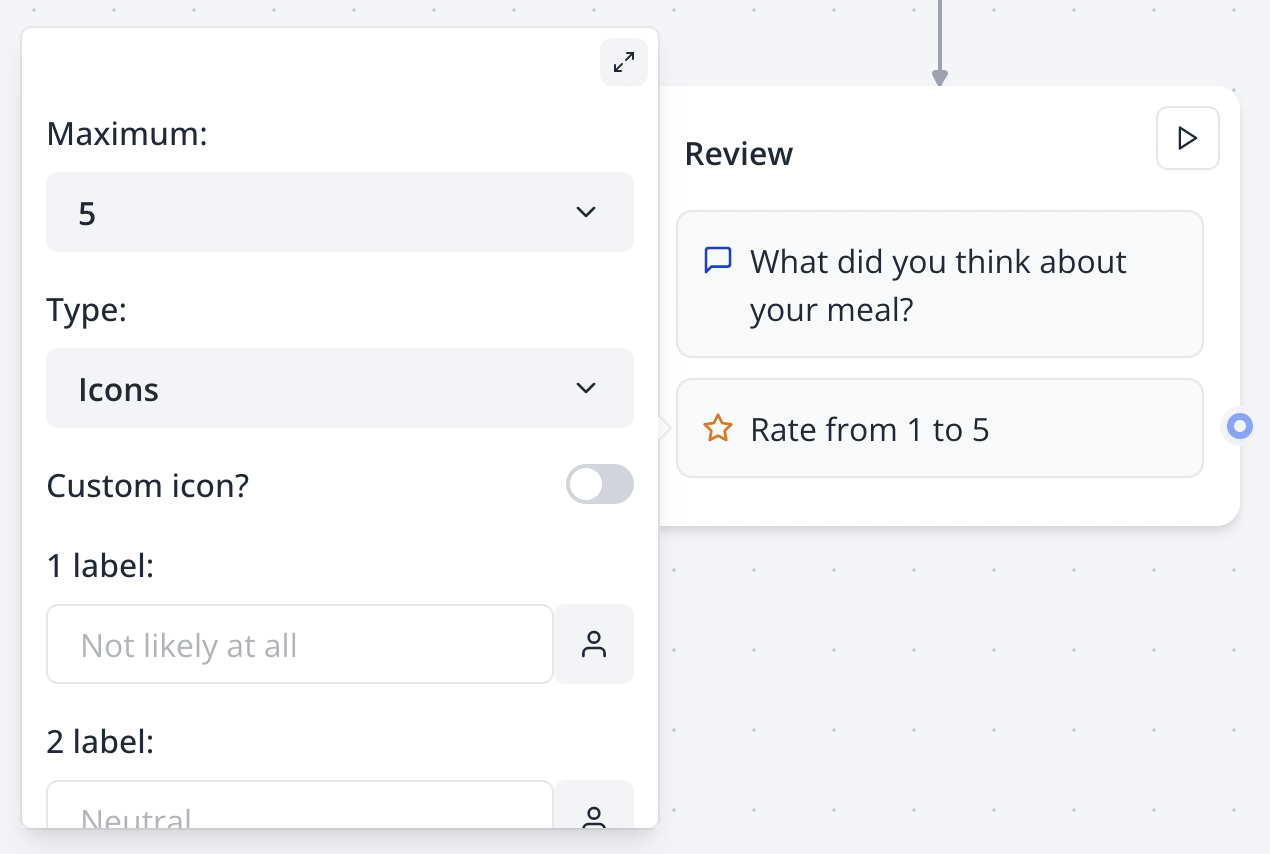 Maximum:
5
Type:
Icons
Custom icon?
1 label:
Not likely at all
2 label:
Neutral
Review
What did you think about
your meal?
Rate from 1 to 5